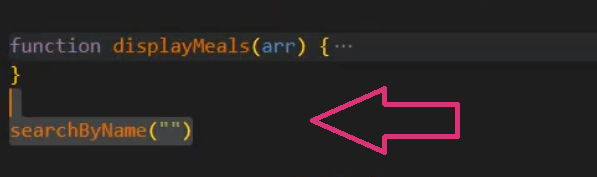 function displayMeals(arr) {···
}
searchByName("")